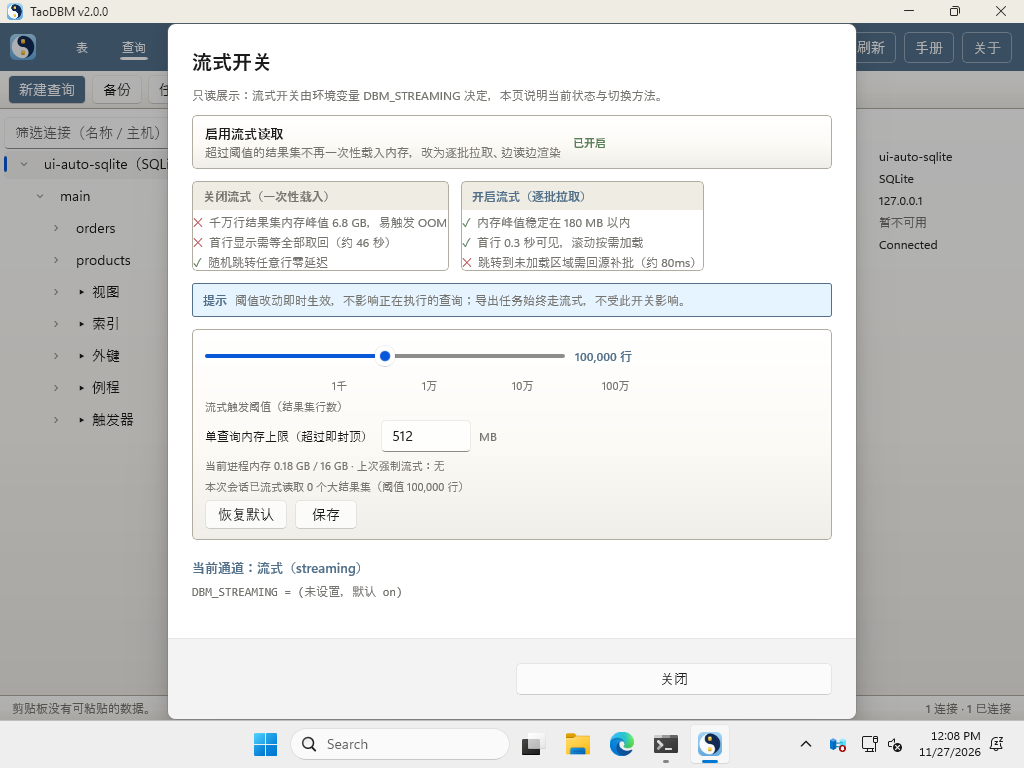 TaoDBM v2.0.0
表
查询
刷新
手册
关于
新建查询
备份
筛选连接（名称 / 主机）
ui-auto-sqlite（SQLi
main
orders
products
视图
索引
外键
例程
触发器
流式开关
只读展示：流式开关由环境变量 DBM_STREAMING 决定，本页说明当前状态与切换方法。
启用流式读取
超过阈值的结果集不再一次性载入内存，改为逐批拉取、边读边渲染
已开启
关闭流式（一次性载入）
✕ 千万行结果集内存峰值 6.8 GB，易触发 OOM
✕ 首行显示需等全部取回（约 46 秒）
✓ 随机跳转任意行零延迟
开启流式（逐批拉取）
✓ 内存峰值稳定在 180 MB 以内
✓ 首行 0.3 秒可见，滚动按需加载
✕ 跳转到未加载区域需回源补批（约 80ms）
提示 阈值改动即时生效，不影响正在执行的查询；导出任务始终走流式，不受此开关影响。
100,000 行
1千 1万 10万 100万
流式触发阈值（结果集行数）
单查询内存上限（超过即封顶） 512 MB
当前进程内存 0.18 GB / 16 GB · 上次强制流式：无
本次会话已流式读取 0 个大结果集（阈值 100,000 行）
恢复默认 保存
当前通道：流式（streaming）
DBM_STREAMING = (未设置，默认 on)
关闭
ui-auto-sqlite
SQLite
127.0.0.1
暂不可用
Connected
剪贴板没有可粘贴的数据。
1 连接 · 1 已连接
Search
12:08 PM
11/27/2026